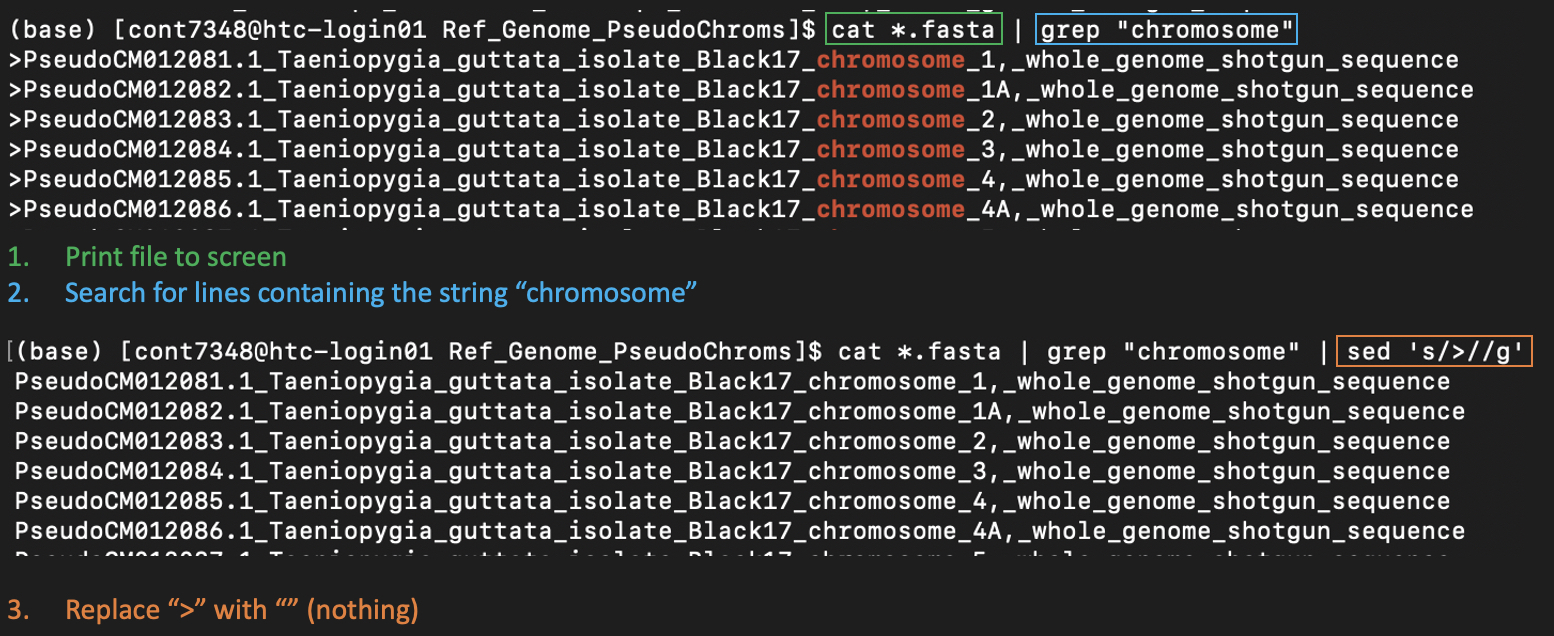 (base) [cont7348@htc-login01 Ref_Genome_PseudoChroms]$ cat *.fasta | grep "chromosome"
>PseudoCM012081.1_Taeniopygia_guttata_isolate_Black17_chromosome_1,_whole_genome_shotgun_sequence
>PseudoCM012082.1_Taeniopygia_guttata_isolate_Black17_chromosome_1A,_whole_genome_shotgun_sequence
>PseudoCM012083.1_Taeniopygia_guttata_isolate_Black17_chromosome_2,_whole_genome_shotgun_sequence
>PseudoCM012084.1_Taeniopygia_guttata_isolate_Black17_chromosome_3,_whole_genome_shotgun_sequence
>PseudoCM012085.1_Taeniopygia_guttata_isolate_Black17_chromosome_4,_whole_genome_shotgun_sequence
>PseudoCM012086.1_Taeniopygia_guttata_isolate_Black17_chromosome_4A,_whole_genome_shotgun_sequence
1. Print file to screen
2. Search for lines containing the string “chromosome”
[(base) [cont7348@htc-login01 Ref_Genome_PseudoChroms]$ cat *.fasta | grep "chromosome" | sed 's/>//g'
PseudoCM012081.1_Taeniopygia_guttata_isolate_Black17_chromosome_1,_whole_genome_shotgun_sequence
PseudoCM012082.1_Taeniopygia_guttata_isolate_Black17_chromosome_1A,_whole_genome_shotgun_sequence
PseudoCM012083.1_Taeniopygia_guttata_isolate_Black17_chromosome_2,_whole_genome_shotgun_sequence
PseudoCM012084.1_Taeniopygia_guttata_isolate_Black17_chromosome_3,_whole_genome_shotgun_sequence
PseudoCM012085.1_Taeniopygia_guttata_isolate_Black17_chromosome_4,_whole_genome_shotgun_sequence
PseudoCM012086.1_Taeniopygia_guttata_isolate_Black17_chromosome_4A,_whole_genome_shotgun_sequence
3. Replace “>” with “” (nothing)